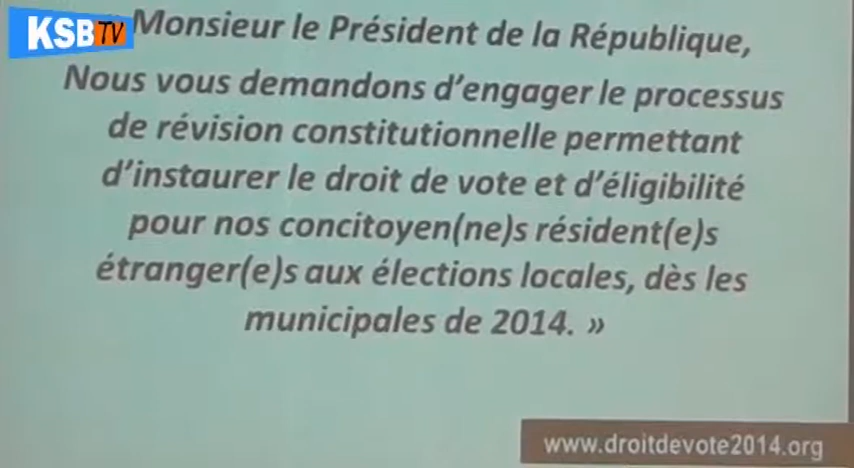 KSBTV
Monsieur le Président de la République,
Nous vous demandons d'engager le processus
de révision constitutionnelle permettant
d'instaurer le droit de vote et d'éligibilité
pour nos concitoyen(ne)s résident(e)s
étranger(e)s aux élections locales, dès les
municipales de 2014. »
www.droitdevote2014.org